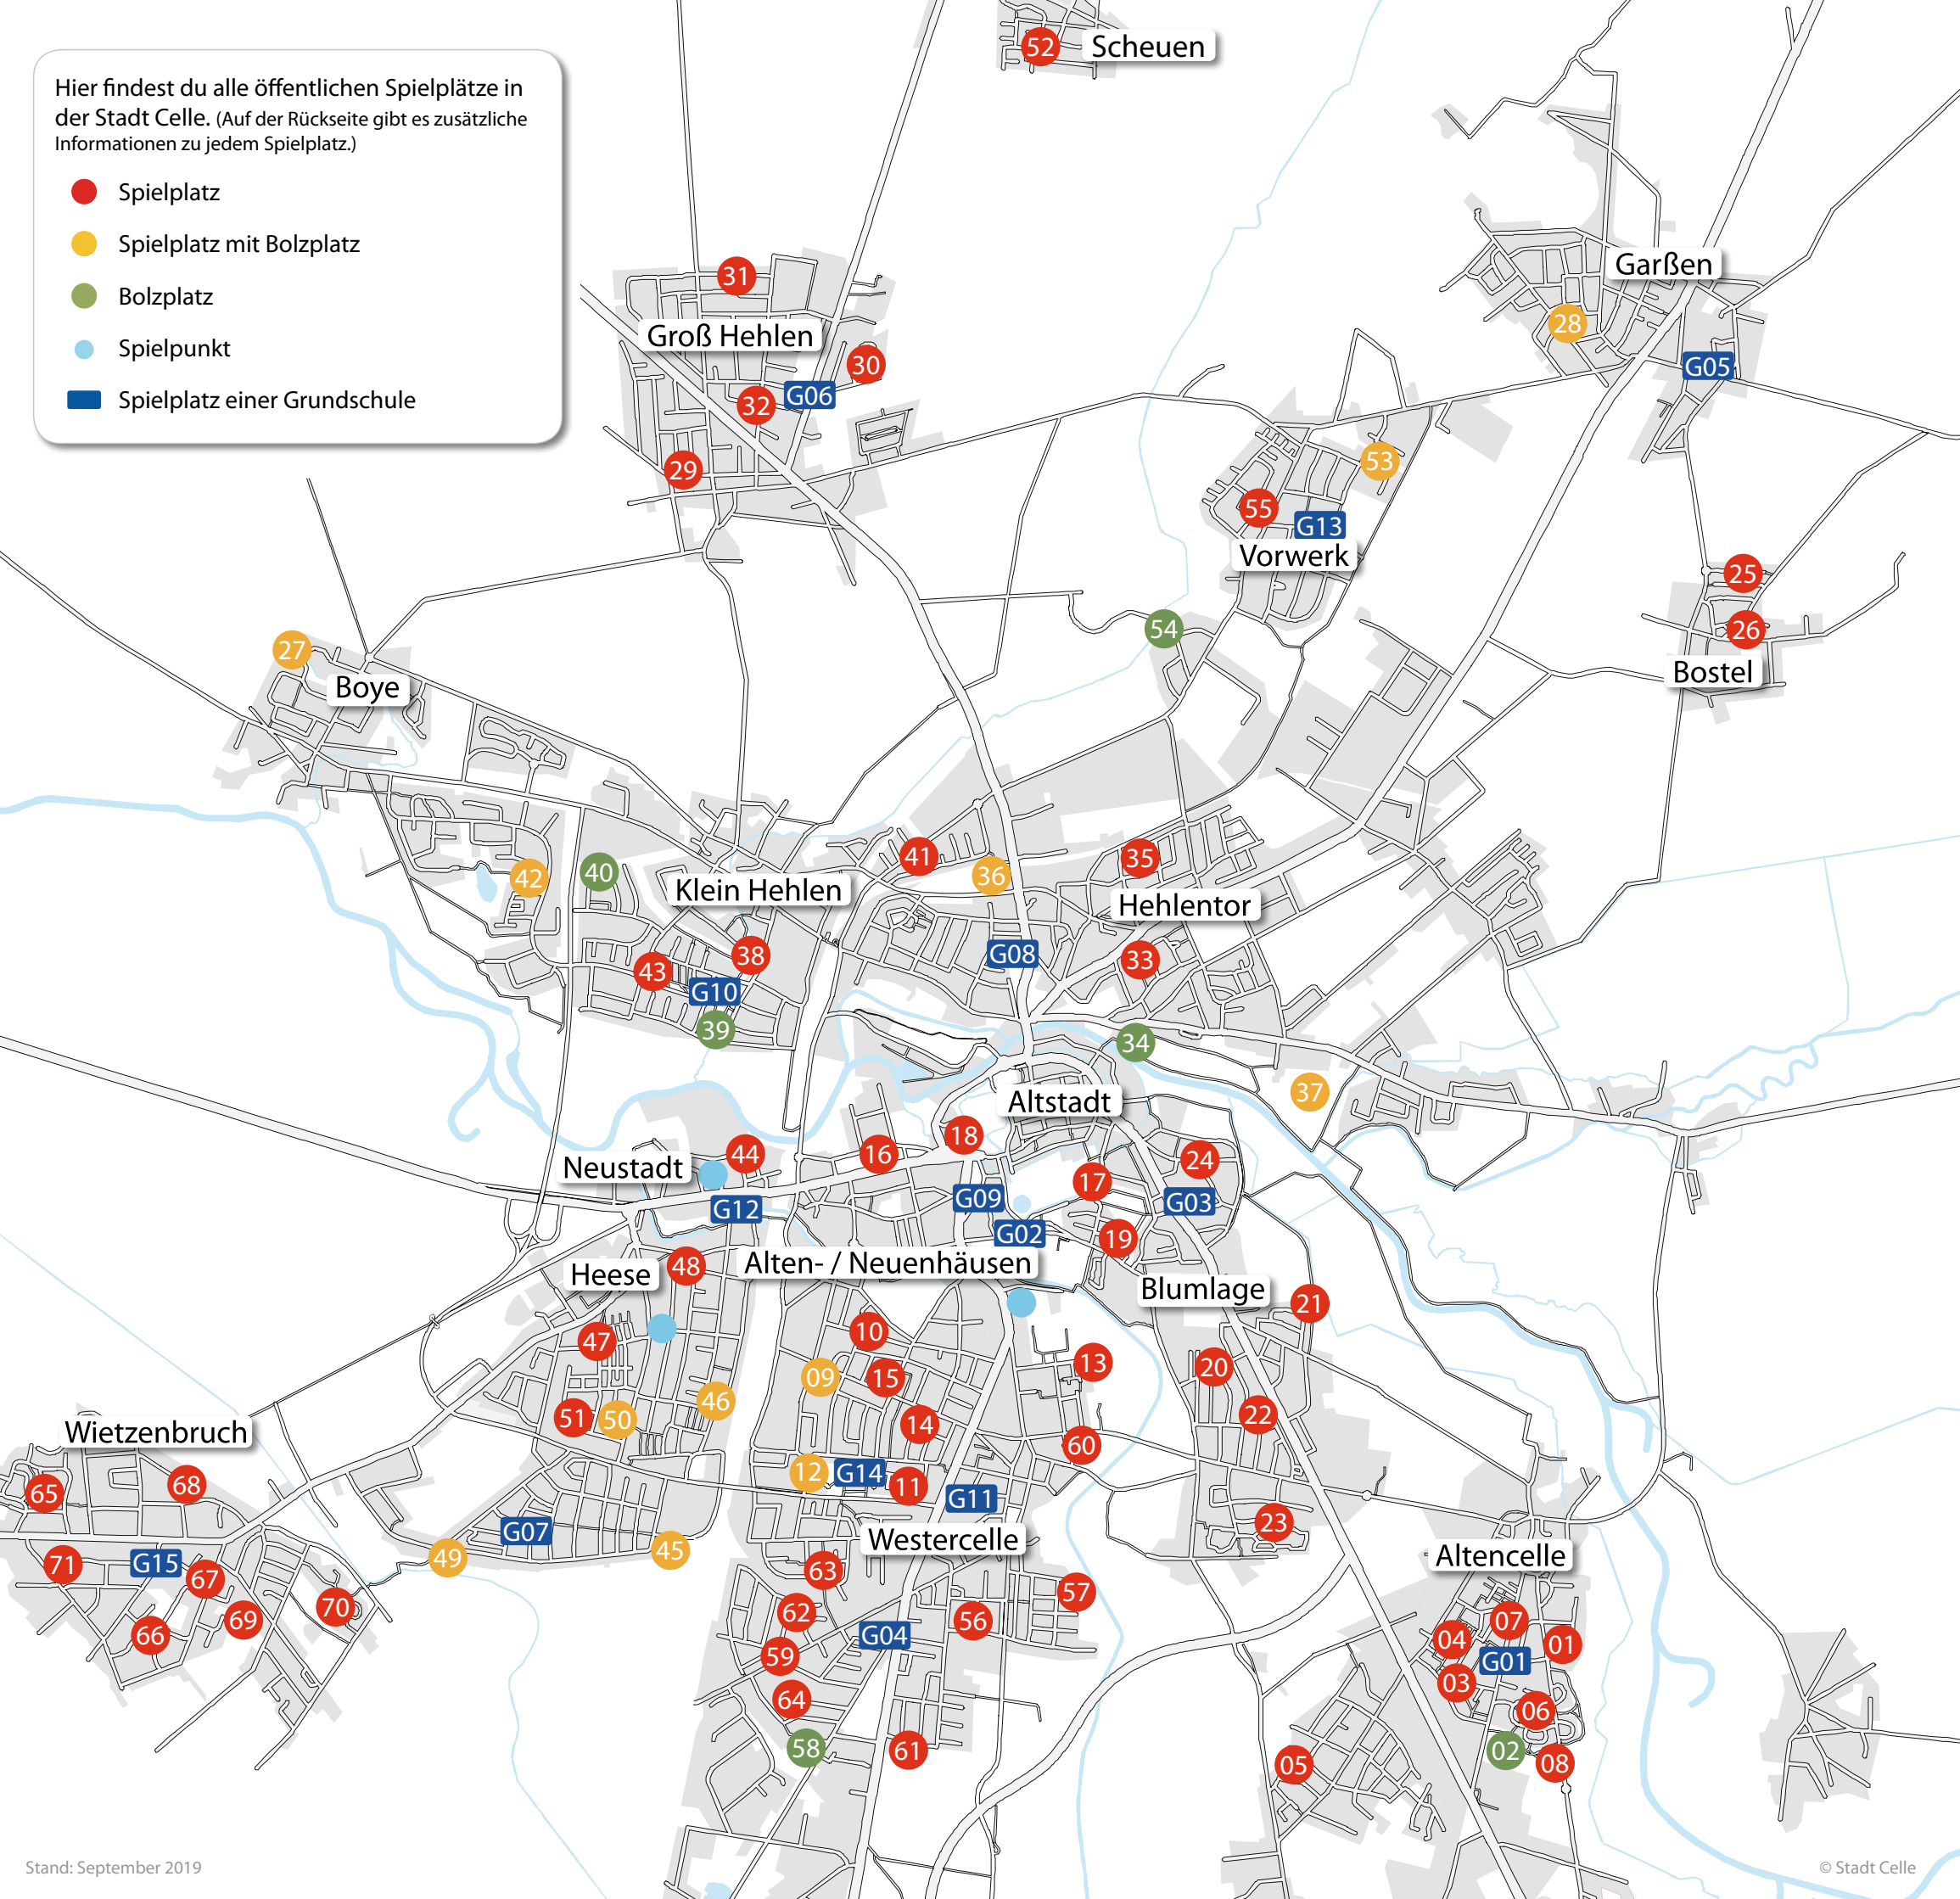 Hier findest du alle öffentlichen Spielplätze in
der Stadt Celle. (Auf der Rückseite gibt es zusätzliche
Informationen zu jedem Spielplatz.)
Spielplatz
Spielplatz mit Bolzplatz
Bolzplatz
Spielpunkt
Spielplatz einer Grundschule
52 Scheuen
31
Groß Hehlen
30
32 G06
29
Garßen
28
G05
53
55
G13
Vorwerk
54
25
26
Bostel
27
Boye
41
36
35
42
40
Klein Hehlen
Hehlentor
38
43
G10
39
G08
33
34
37
Altstadt
18
16
44
Neustadt
G12
17
24
G09
G03
G02
19
Alten- / Neuenhäusen
48
Heese
Blumlage
21
47
10
09
15
13
20
46
51
50
14
22
60
12
G14
11
G11
23
Wietzenbruch
65
68
71
G15
67
66
69
70
G07
49
45
Westercelle
63
62
57
56
G04
59
64
58
61
Altencelle
07
04
01
G01
03
06
02
08
05
Stand: September 2019
© Stadt Celle